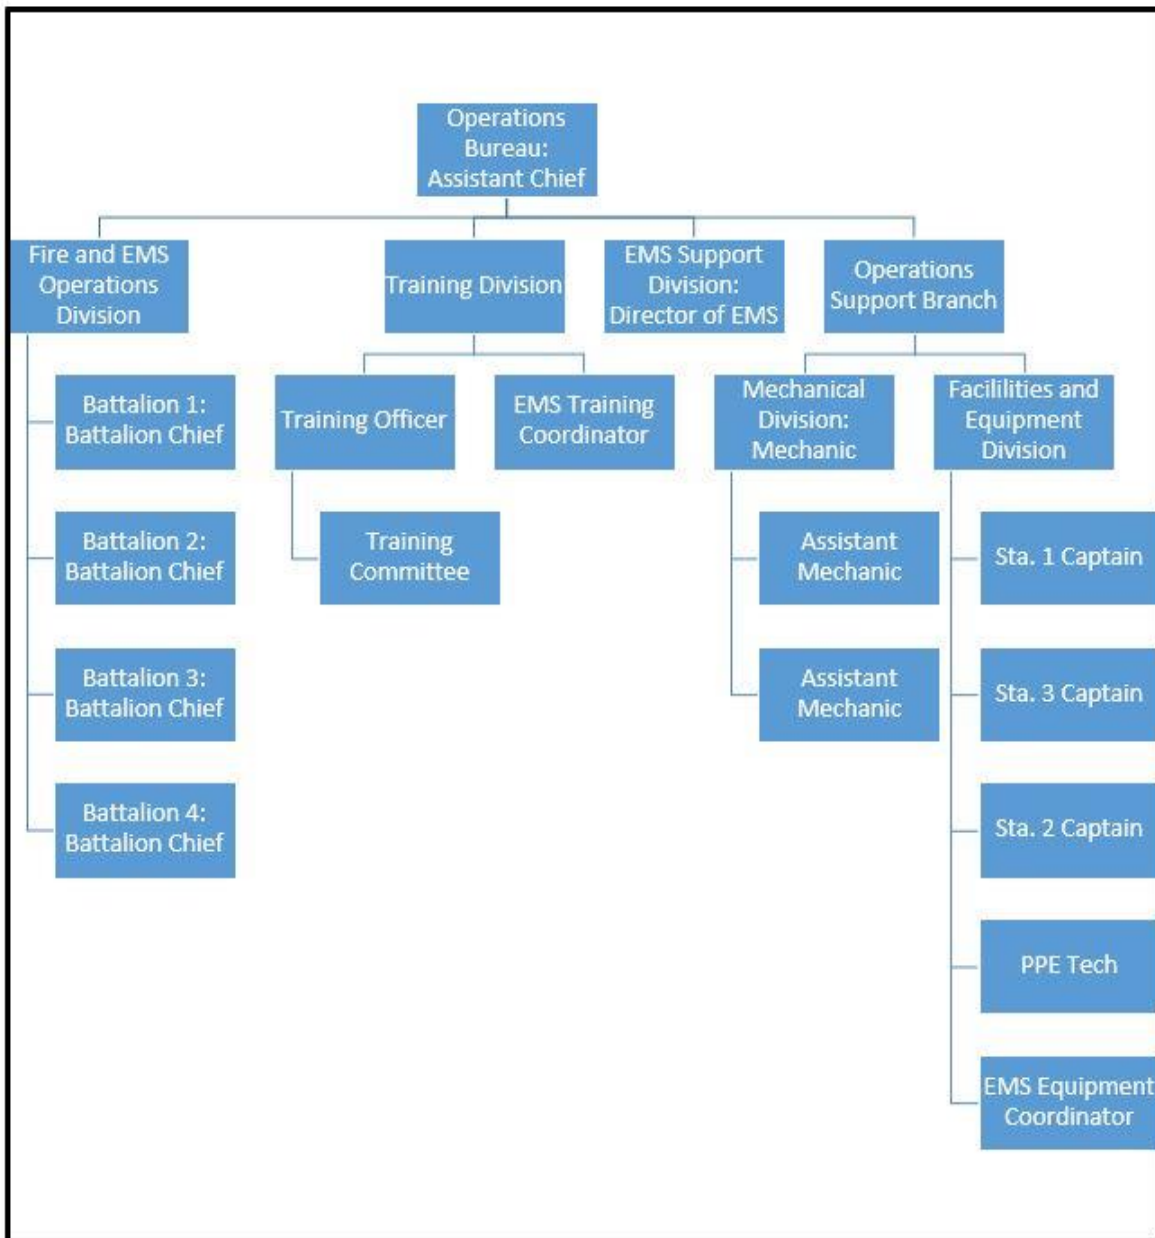 Operations
Bureau:
Assistant Chief
Fire and EMS
Operations
Division
Training Division
EMS Support
Division:
Director of EMS
Operations
Support Branch
Battalion 1:
Battalion Chief
Training Officer
EMS Training
Coordinator
Mechanical
Division:
Mechanic
Facililities and
Equipment
Division
Battalion 2:
Battalion Chief
Training
Committee
Assistant
Mechanic
Sta. 1 Captain
Battalion 3:
Battalion Chief
Assistant
Mechanic
Sta. 3 Captain
Battalion 4:
Battalion Chief
Sta. 2 Captain
PPE Tech
EMS Equipment
Coordinator